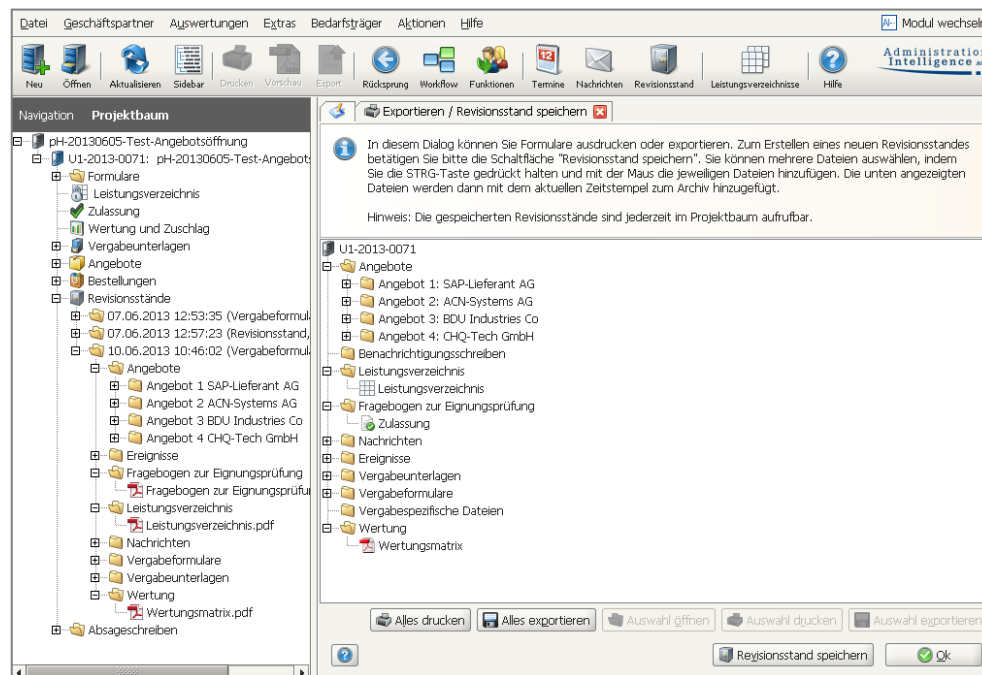 Datei Geschäftspartner Auswertungen Extras Bedarfsträger Aktionen Hilfe
Modul wechseln
Neu Öffnen Aktualisieren Sidebar Drucken Vorschau Export Rücksprung Workflow Funktionen Termine Nachrichten Revisionsstand Leistungsverzeichnisse Hilfe
Administration
Intelligence AG
Navigation Projektbaum
pH-20130605-Test-Angebotsöffnung
U1-2013-0071: pH-20130605-Test-Angebots
Formulare
Leistungsverzeichnis
Zulassung
Wertung und Zuschlag
Vergabeunterlagen
Angebote
Bestellungen
Revisionsstände
07.06.2013 12:53:35 (Vergabeformul
07.06.2013 12:57:23 (Revisionsstand,
10.06.2013 10:46:02 (Vergabeformul
Angebote
Angebot 1 SAP-Lieferant AG
Angebot 2 ACN-Systems AG
Angebot 3 BDU Industries Co
Angebot 4 CHQ-Tech GmbH
Ereignisse
Fragebogen zur Eignungsprüfung
Fragebogen zur Eignungsprüfu
Leistungsverzeichnis
Leistungsverzeichnis.pdf
Nachrichten
Vergabeformulare
Vergabeunterlagen
Wertung
Wertungsmatrix.pdf
Absageschreiben
Exportieren / Revisionsstand speichern
In diesem Dialog können Sie Formulare ausdrucken oder exportieren. Zum Erstellen eines neuen Revisionsstandes
betätigen Sie bitte die Schaltfläche "Revisionsstand speichern". Sie können mehrere Dateien auswählen, indem
Sie die STRG-Taste gedrückt halten und mit der Maus die jeweiligen Dateien hinzufügen. Die unten angezeigten
Dateien werden dann mit dem aktuellen Zeitstempel zum Archiv hinzugefügt.
Hinweis: Die gespeicherten Revisionsstände sind jederzeit im Projektbaum aufrufbar.
U1-2013-0071
Angebote
Angebot 1: SAP-Lieferant AG
Angebot 2: ACN-Systems AG
Angebot 3: BDU Industries Co
Angebot 4: CHQ-Tech GmbH
Benachrichtigungsschreiben
Leistungsverzeichnis
Leistungsverzeichnis
Fragebogen zur Eignungsprüfung
Zulassung
Nachrichten
Ereignisse
Vergabeunterlagen
Vergabeformulare
Vergabespezifische Dateien
Wertung
Wertungsmatrix
Alles drucken Alles exportieren Auswahl öffnen Auswahl drucken Auswahl exportieren
Revisionsstand speichern Ok